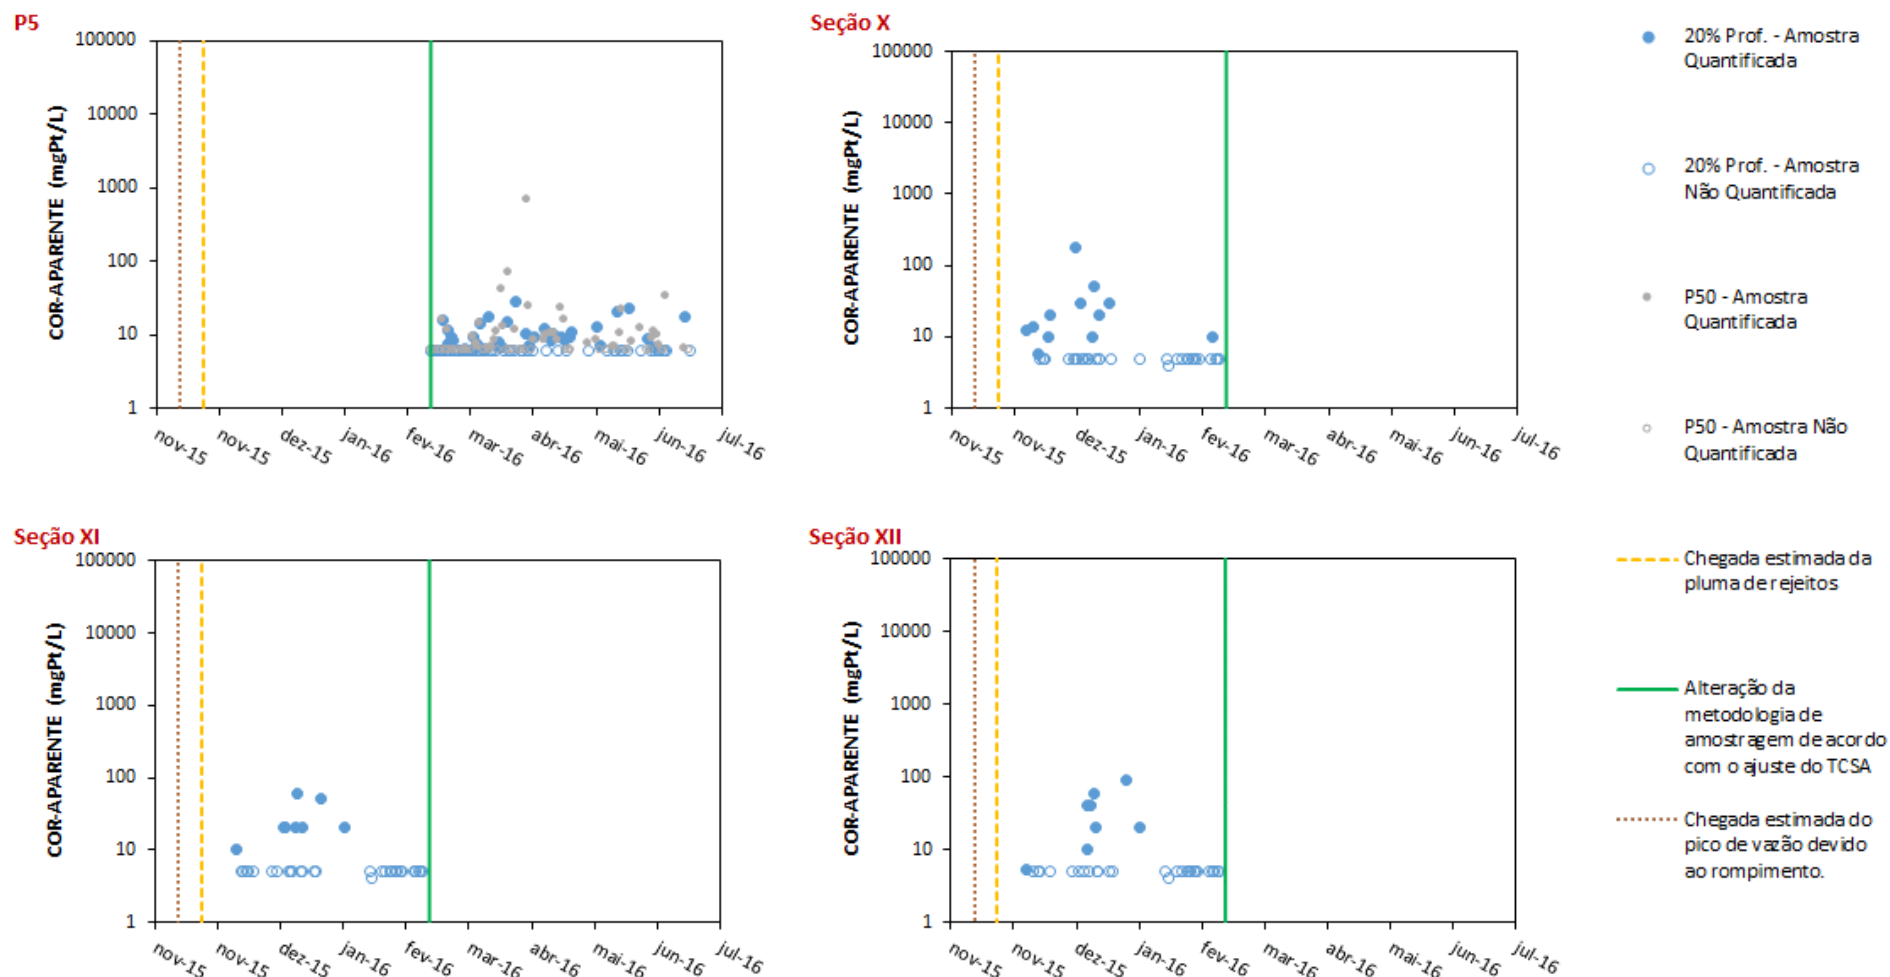 P5
100000
10000
1000
100
10
1
COR-APARENTE (mgPt/L)
nov-15
nov-15
dez-15
jan-16
fev-16
mar-16
abr-16
mai-16
jun-16
jul-16
Seção X
100000
10000
1000
100
10
1
COR-APARENTE (mgPt/L)
nov-15
nov-15
dez-15
jan-16
fev-16
mar-16
abr-16
mai-16
jun-16
jul-16
Seção XI
100000
10000
1000
100
10
1
COR-APARENTE (mgPt/L)
nov-15
nov-15
dez-15
jan-16
fev-16
mar-16
abr-16
mai-16
jun-16
jul-16
Seção XII
100000
10000
1000
100
10
1
COR-APARENTE (mgPt/L)
nov-15
nov-15
dez-15
jan-16
fev-16
mar-16
abr-16
mai-16
jun-16
jul-16
20% Prof. - Amostra
Quantificada
20% Prof. - Amostra
Não Quantificada
P50 - Amostra
Quantificada
P50 - Amostra Não
Quantificada
Chegada estimada da
pluma de rejeitos
Alteração da
metodologia de
amostragem de acordo
com o ajuste do TCSA
Chegada estimada do
pico de vazão devido
ao rompimento.